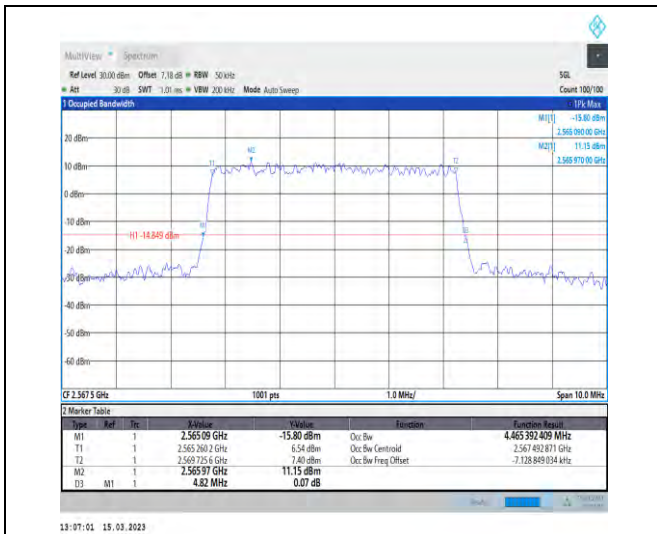 MultiView Spectrum
Ref Level 30.00 dBm Offset 7.18 dB RBW 50 kHz SGL
Att 30 dB SWT 1.01 ms VBW 200 kHz Mode Auto Sweep Count 100/100
1 Occupied Bandwidth 1Pk Max
M1[1] -15.80 dBm
2.565 090 00 GHz
M2[1] 11.15 dBm
2.565 970 00 GHz
20 dBm
M2
10 dBm
T1
T2
0 dBm
-10 dBm
H1 -14.849 dBm
-20 dBm
-30 dBm
-40 dBm
-50 dBm
-60 dBm
CF 2.567 5 GHz 1001 pts 1.0 MHz/ Span 10.0 MHz
2 Marker Table
Type Ref Trc X-Value Y-Value Function Function Result
M1 1 2.56509 GHz -15.80 dBm Occ Bw 4.465 392 409 MHz
T1 1 2.565 260 2 GHz 6.54 dBm Occ Bw Centroid 2.567 492 871 GHz
T2 1 2.569 725 6 GHz 7.40 dBm Occ Bw Freq Offset -7.128 849 034 kHz
M2 1 2.56597 GHz 11.15 dBm
D3 M1 1 4.82 MHz 0.07 dB
13:07:01 15.03.2023